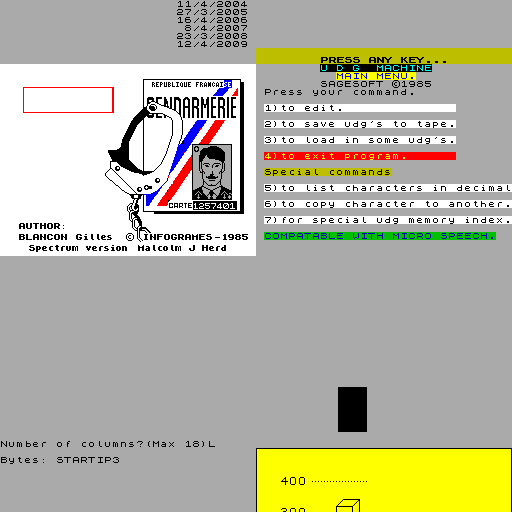 11/4/2004
27/3/2005
16/4/2006
8/4/2007
23/3/2008
12/4/2009
REPUBLIQUE FRANCAISE
GENDARMERIE
CARTE 1257401
AUTHOR:
BLANCON Gilles © INFOGRAMES-1985
Spectrum version Malcolm J Herd
PRESS ANY KEY...
U D G MACHINE
MAIN MENU.
SAGESOFT ©1985
Press your command.
1)to edit.
2)to save udg's to tape.
3)to load in some udg's.
4)to exit program.
Special commands
5)to list characters in decimal
6)to copy character to another.
7)for special udg memory index.
COMPATABLE WITH MICRO SPEECH.
Number of columns?(Max 18)L
Bytes: STARTIP3
400
300